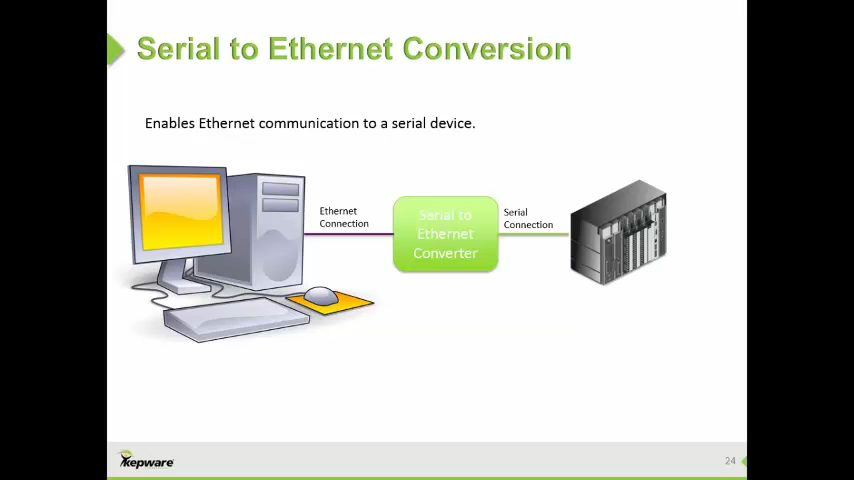 Serial to Ethernet Conversion
Enables Ethernet communication to a serial device.
Ethernet
Connection
Serial to
Ethernet
Converter
Serial
Connection
kepware
24